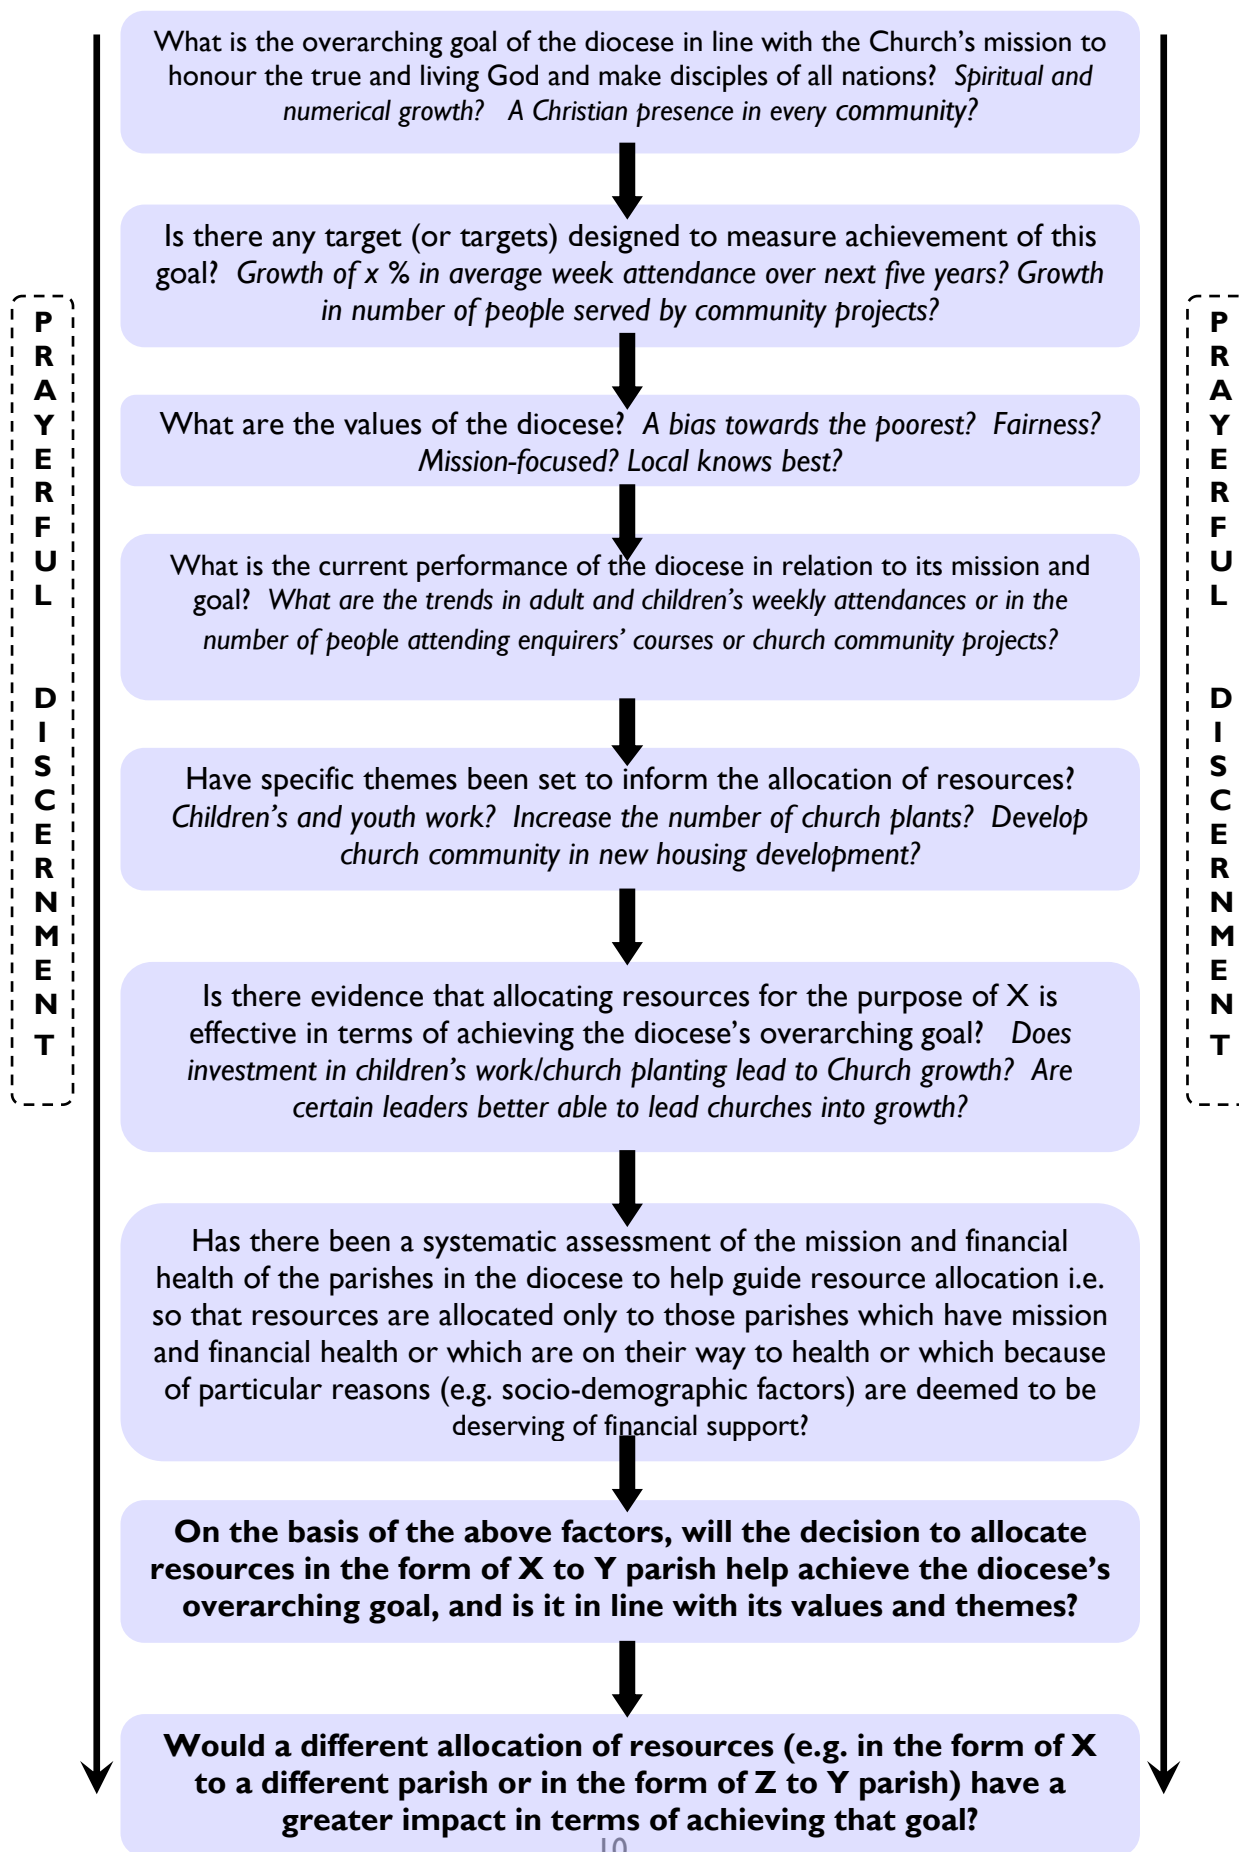 What is the overarching goal of the diocese in line with the Church’s mission to
honour the true and living God and make disciples of all nations? Spiritual and
numerical growth? A Christian presence in every community?
Is there any target (or targets) designed to measure achievement of this
goal? Growth of x % in average week attendance over next five years? Growth
in number of people served by community projects?
What are the values of the diocese? A bias towards the poorest? Fairness?
Mission-focused? Local knows best?
What is the current performance of the diocese in relation to its mission and
goal? What are the trends in adult and children’s weekly attendances or in the
number of people attending enquirers’ courses or church community projects?
Have specific themes been set to inform the allocation of resources?
Children’s and youth work? Increase the number of church plants? Develop
church community in new housing development?
Is there evidence that allocating resources for the purpose of X is
effective in terms of achieving the diocese’s overarching goal? Does
investment in children’s work/church planting lead to Church growth? Are
certain leaders better able to lead churches into growth?
Has there been a systematic assessment of the mission and financial
health of the parishes in the diocese to help guide resource allocation i.e.
so that resources are allocated only to those parishes which have mission
and financial health or which are on their way to health or which because
of particular reasons (e.g. socio-demographic factors) are deemed to be
deserving of financial support?
On the basis of the above factors, will the decision to allocate
resources in the form of X to Y parish help achieve the diocese’s
overarching goal, and is it in line with its values and themes?
Would a different allocation of resources (e.g. in the form of X
to a different parish or in the form of Z to Y parish) have a
greater impact in terms of achieving that goal?
10
PRAYERFUL DISCERNMENT
PRAYERFUL DISCERNMENT